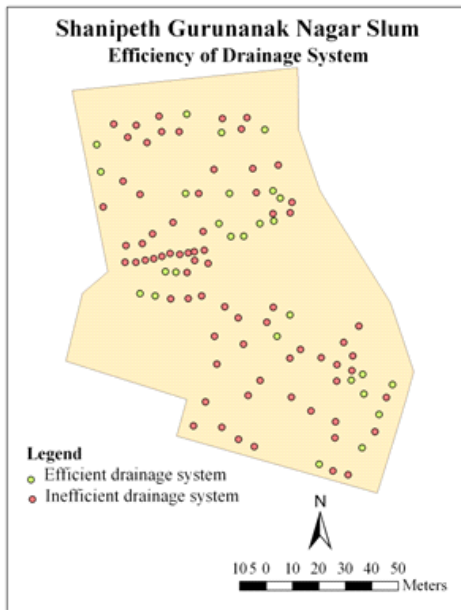 Shanipeth Gurunanak Nagar Slum
Efficiency of Drainage System
Legend
Efficient drainage system
Inefficient drainage system
N
10 5 0 10 20 30 40 50
Meters